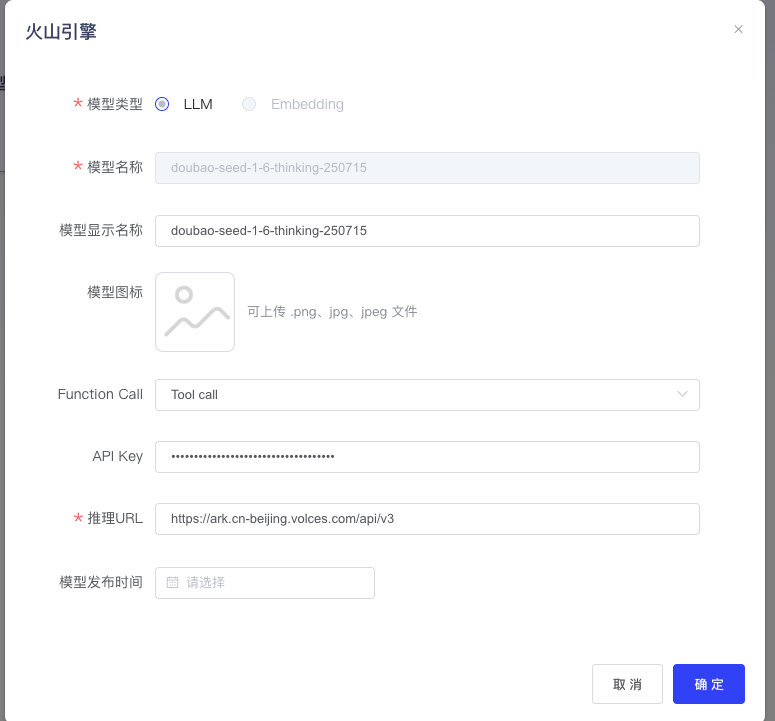 火山引擎
* 模型类型 LLM Embedding
* 模型名称 doubao-seed-1-6-thinking-250715
模型显示名称 doubao-seed-1-6-thinking-250715
模型图标 可上传 .png、jpg、jpeg 文件
Function Call Tool call
API Key ••••••••••••••••••••••••••••••••••••
* 推理URL https://ark.cn-beijing.volces.com/api/v3
模型发布时间 请选择
取 消 确 定